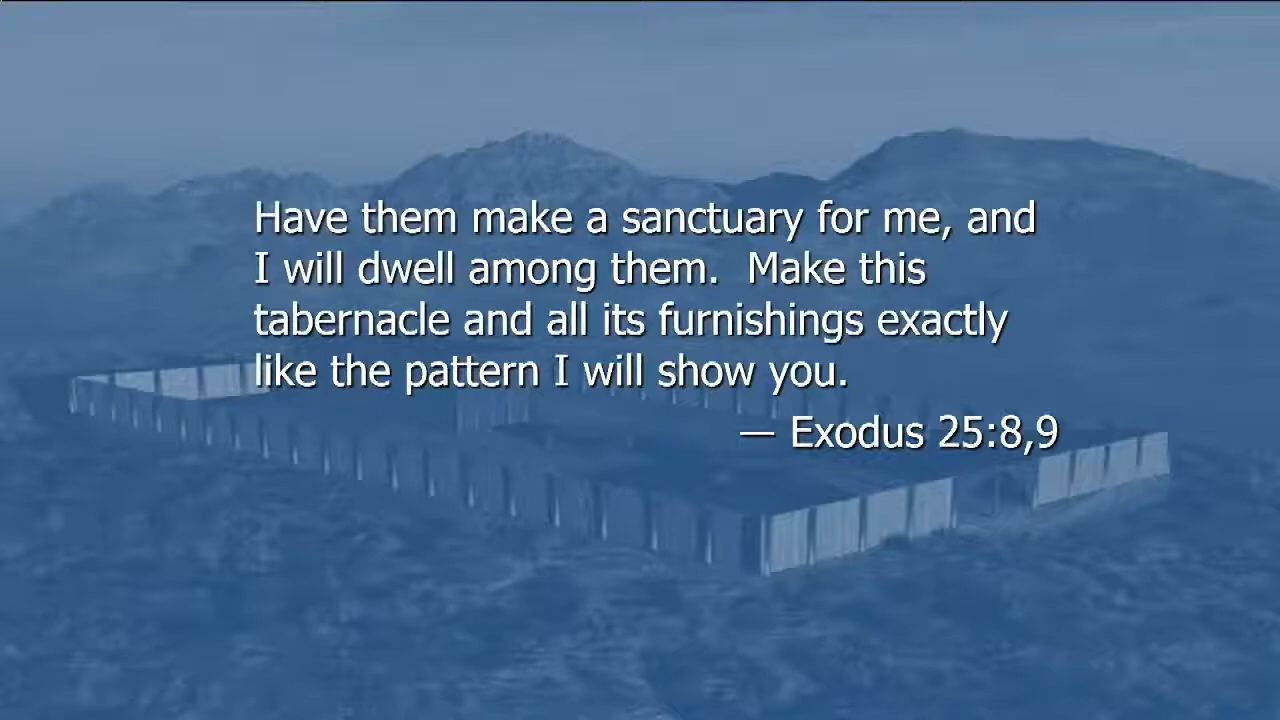 Have them make a sanctuary for me, and
I will dwell among them.  Make this
tabernacle and all its furnishings exactly
like the pattern I will show you.
— Exodus 25:8,9